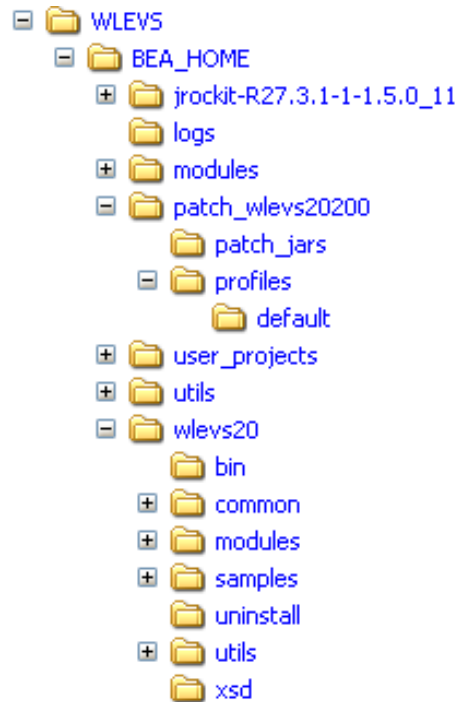 WLEVS
BEA_HOME
jrockit-R27.3.1-1-1.5.0_11
logs
modules
patch_wlevs20200
patch_jars
profiles
default
user_projects
utils
wlevs20
bin
common
modules
samples
uninstall
utils
xsd